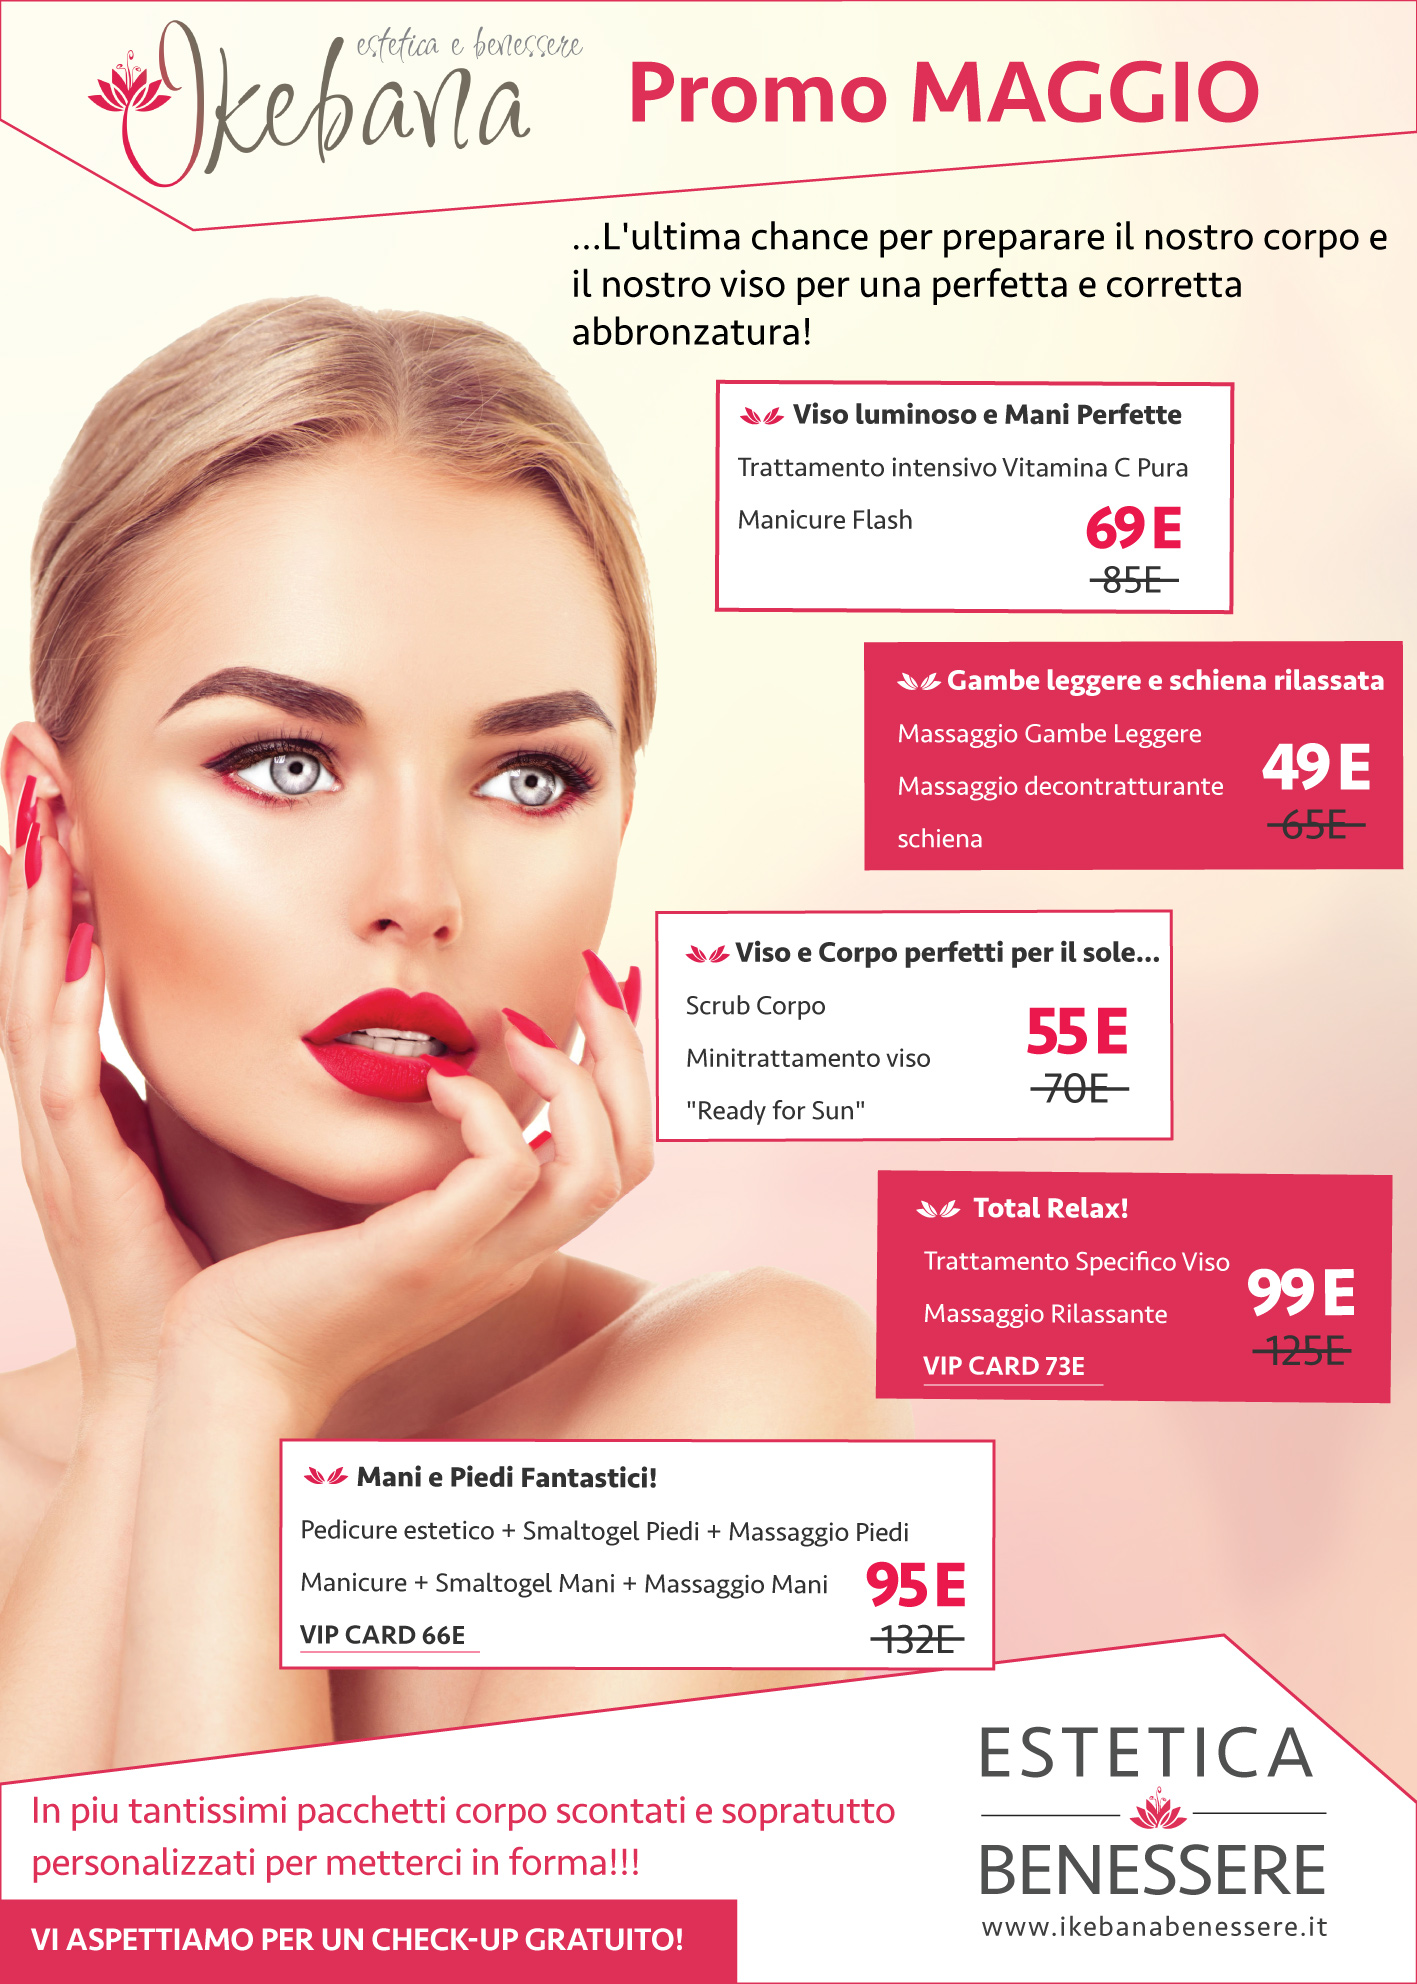 Ikebana
estetica e benessere
Promo MAGGIO
...L'ultima chance per preparare il nostro corpo e
il nostro viso per una perfetta e corretta
abbronzatura!
Viso luminoso e Mani Perfette
Trattamento intensivo Vitamina C Pura
Manicure Flash
69 E
85E
Gambe leggere e schiena rilassata
Massaggio Gambe Leggere
Massaggio decontratturante
schiena
49 E
65E
Viso e Corpo perfetti per il sole...
Scrub Corpo
Minitrattamento viso
"Ready for Sun"
55 E
70E
Total Relax!
Trattamento Specifico Viso
Massaggio Rilassante
VIP CARD 73E
99 E
125E
Mani e Piedi Fantastici!
Pedicure estetico + Smaltogel Piedi + Massaggio Piedi
Manicure + Smaltogel Mani + Massaggio Mani
VIP CARD 66E
95 E
132E
In piu tantissimi pacchetti corpo scontati e sopratutto
personalizzati per metterci in forma!!!
VI ASPETTIAMO PER UN CHECK-UP GRATUITO!
ESTETICA
BENESSERE
www.ikebanabenessere.it